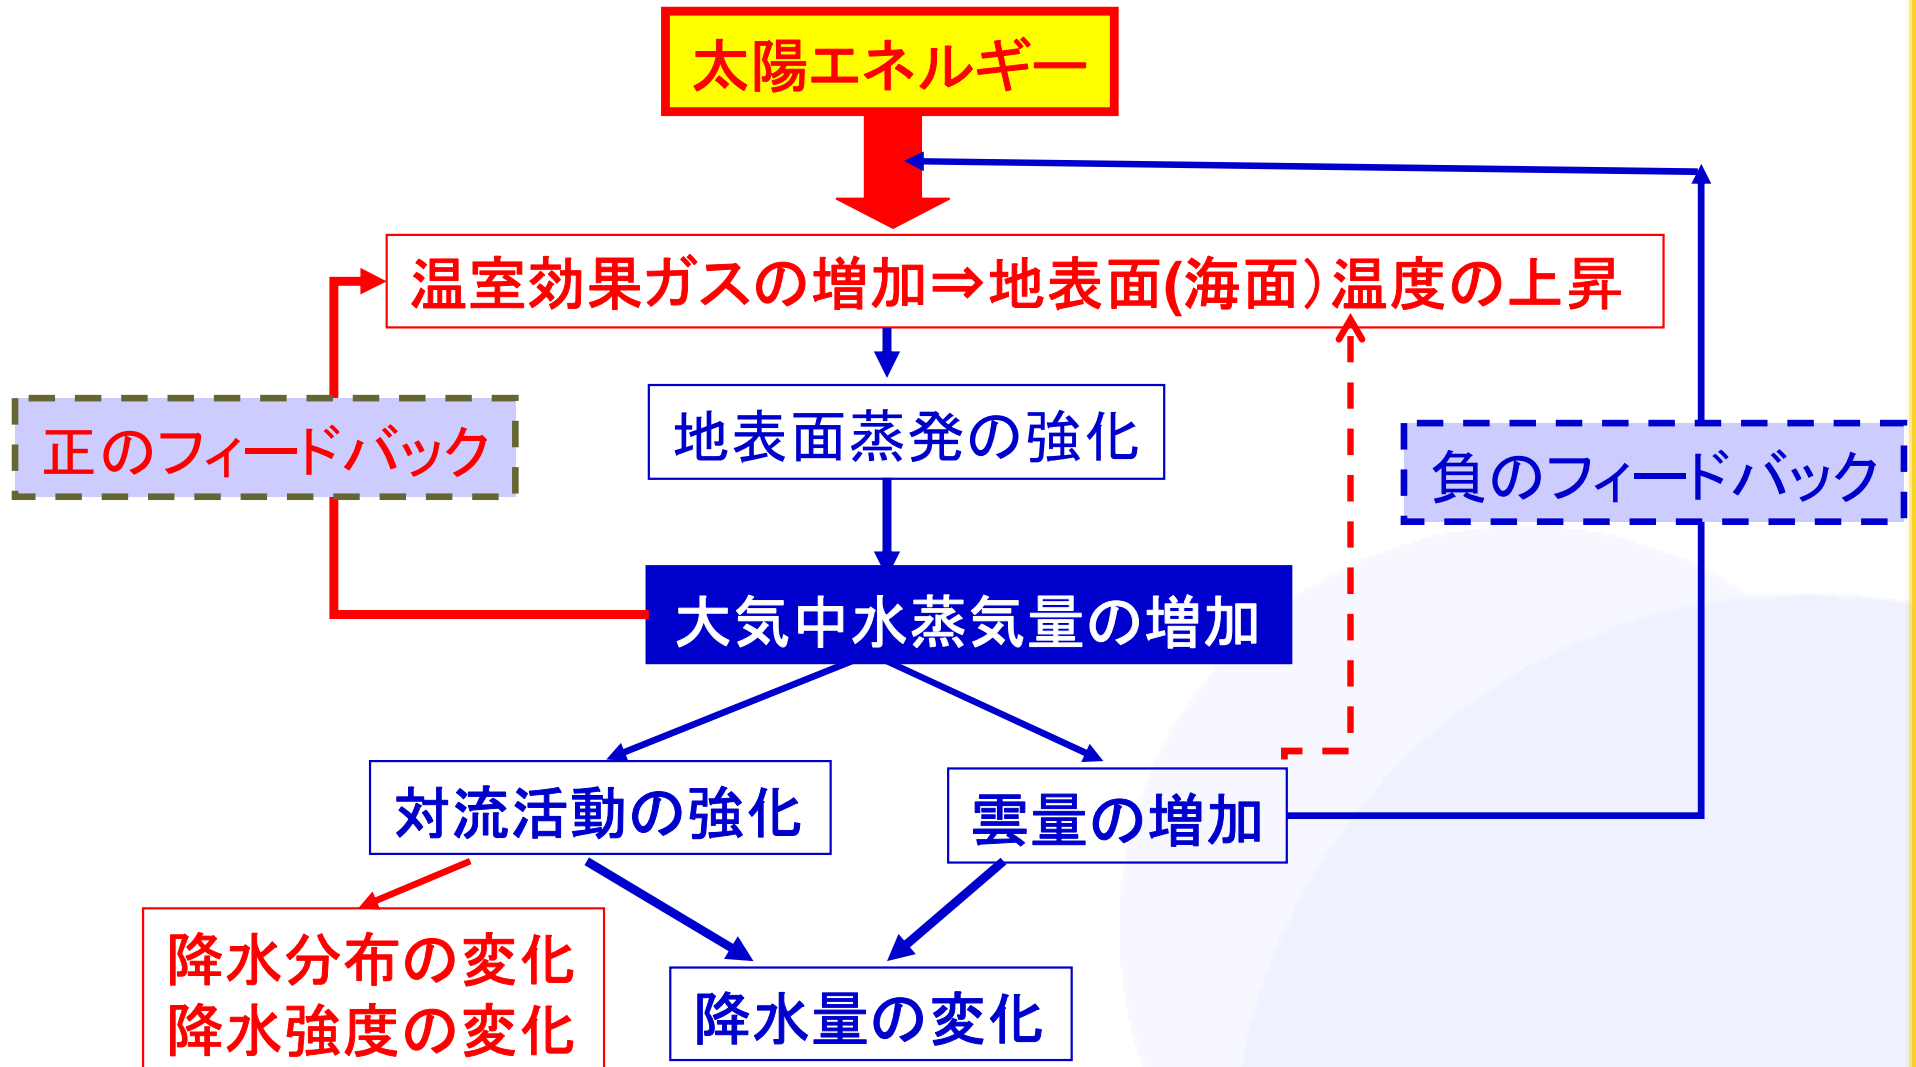 太陽エネルギー
温室効果ガスの増加⇒地表面(海面）温度の上昇
正のフィードバック
地表面蒸発の強化
負のフィードバック
大気中水蒸気量の増加
対流活動の強化
雲量の増加
降水分布の変化
降水強度の変化
降水量の変化